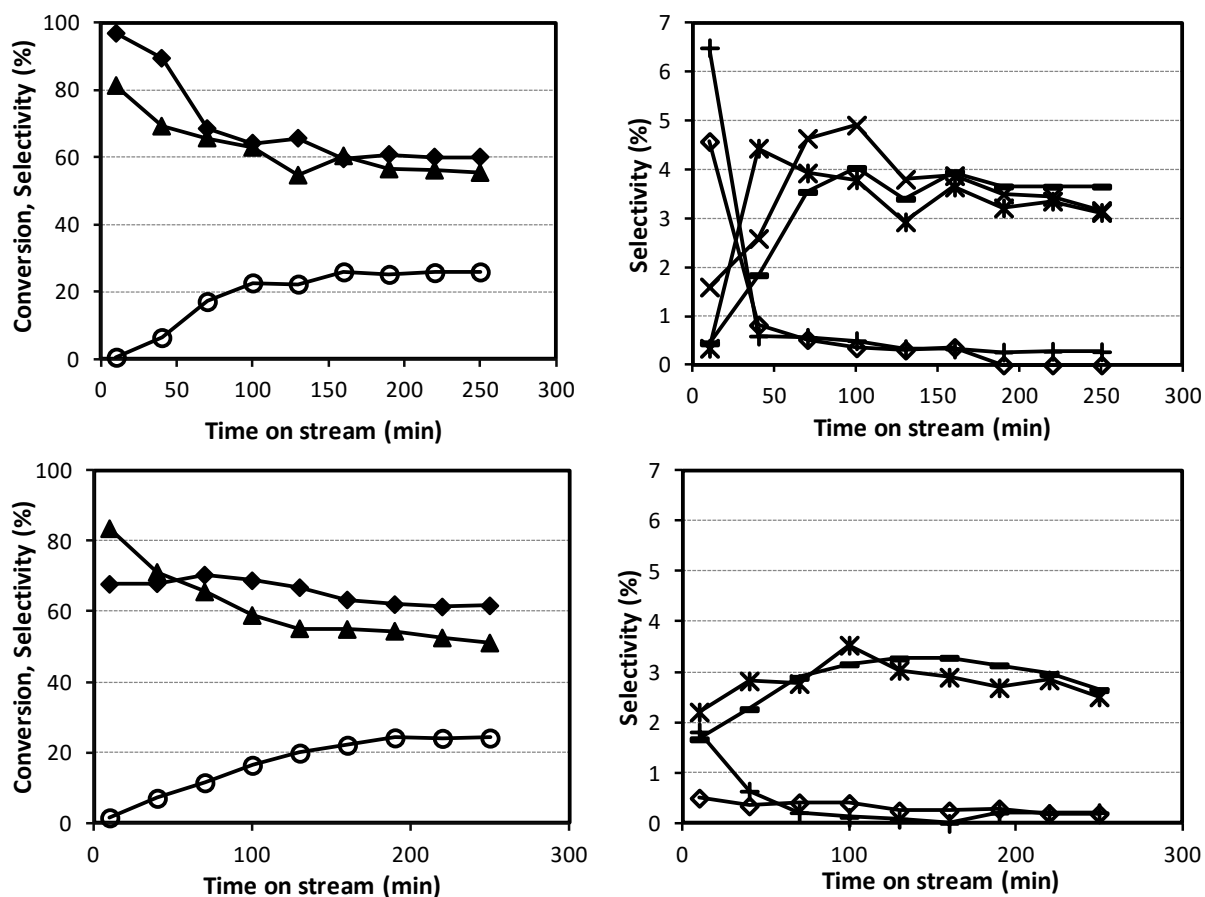 Conversion, Selectivity (%)
100
80
60
40
20
0
0 50 100 150 200 250 300
Time on stream (min)
Selectivity (%)
7
6
5
4
3
2
1
0
0 50 100 150 200 250 300
Time on stream (min)
Conversion, Selectivity (%)
100
80
60
40
20
0
0 100 200 300
Time on stream (min)
Selectivity (%)
7
6
5
4
3
2
1
0
0 100 200 300
Time on stream (min)